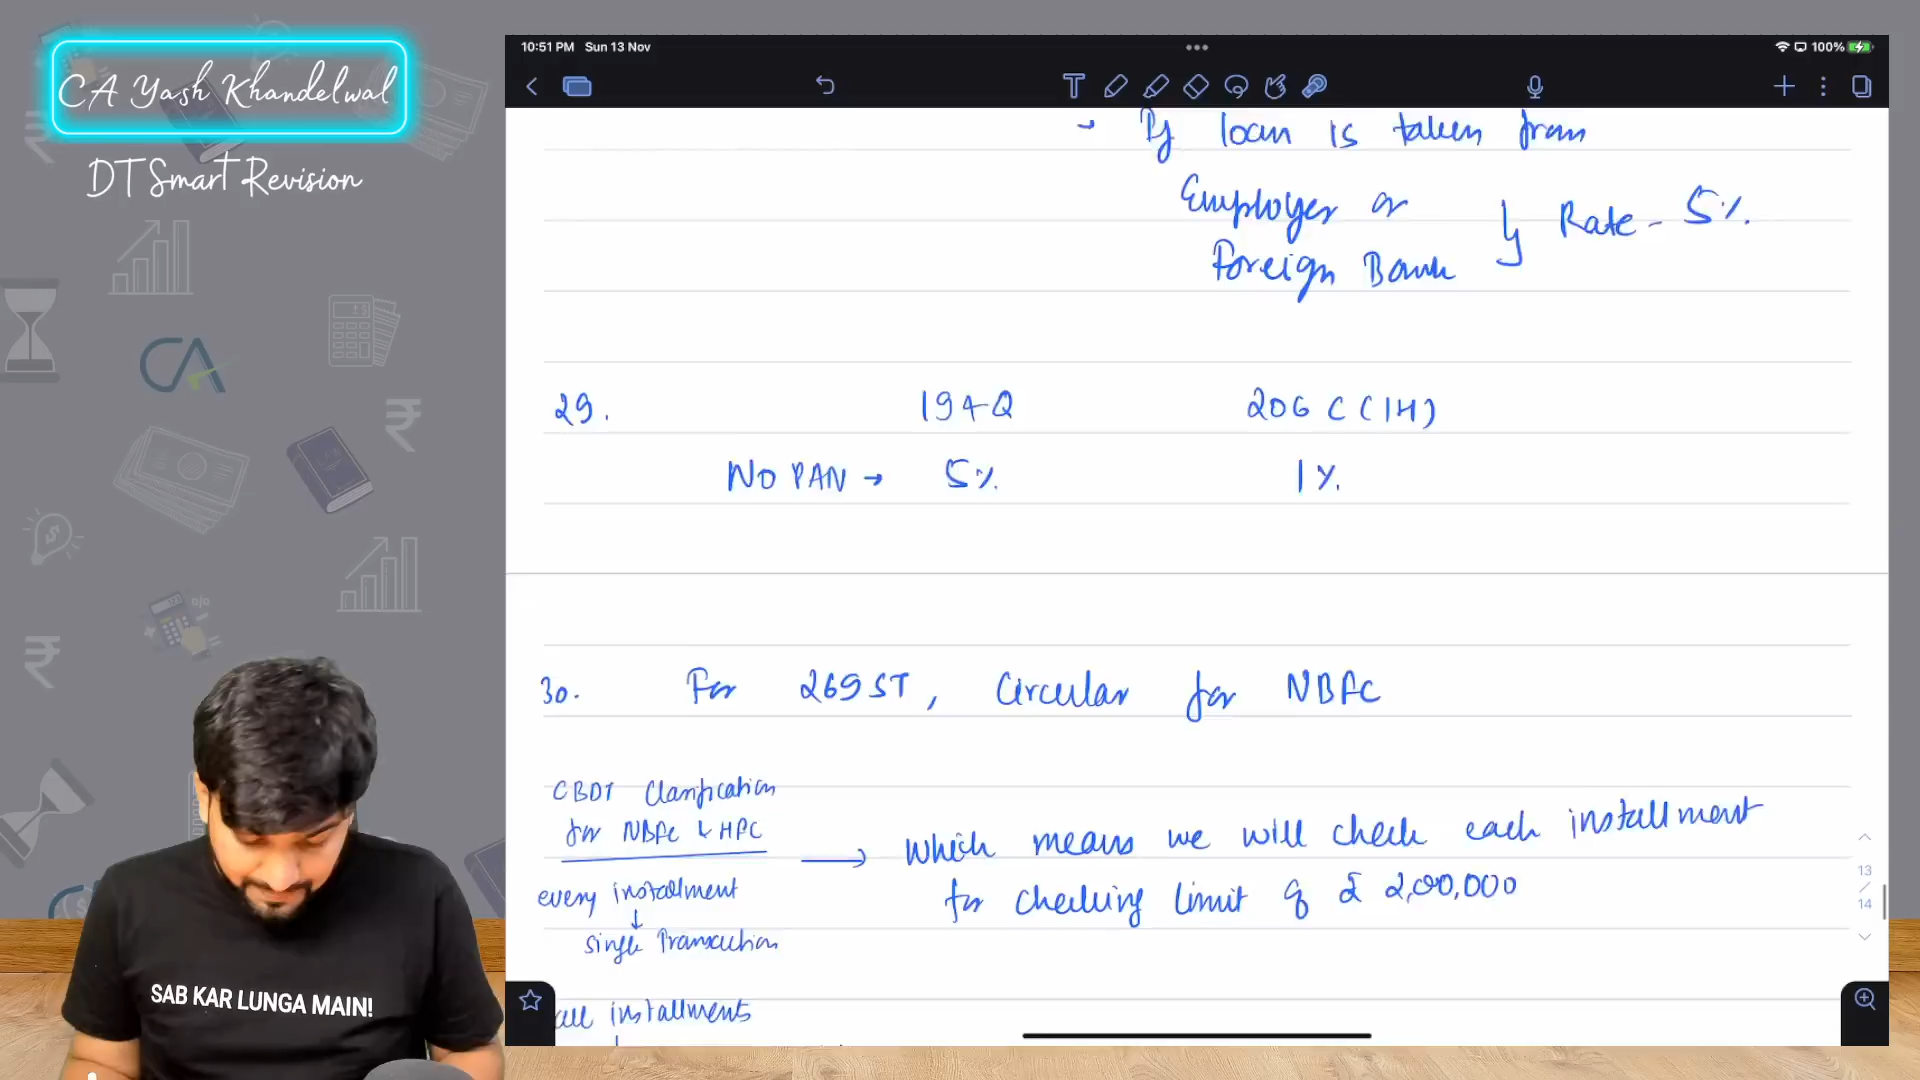 CA Yash Khandelwal
DT Smart Revision
10:51 PM Sun 13 Nov
100%
→ If loan is taken from
Employer or
Foreign Bank } Rate - 5%.
29. 194-Q 206 C (1H)
NO PAN → 5%. 1%.
30. For 269ST, Circular for NBFC
CBDT Clarification
for NBFC & HFC
→ which means we will check each installment
for checking limit of ₹ 2,00,000
every installment
↓
single Transaction
all installments
13
/
14
SAB KAR LUNGA MAIN!